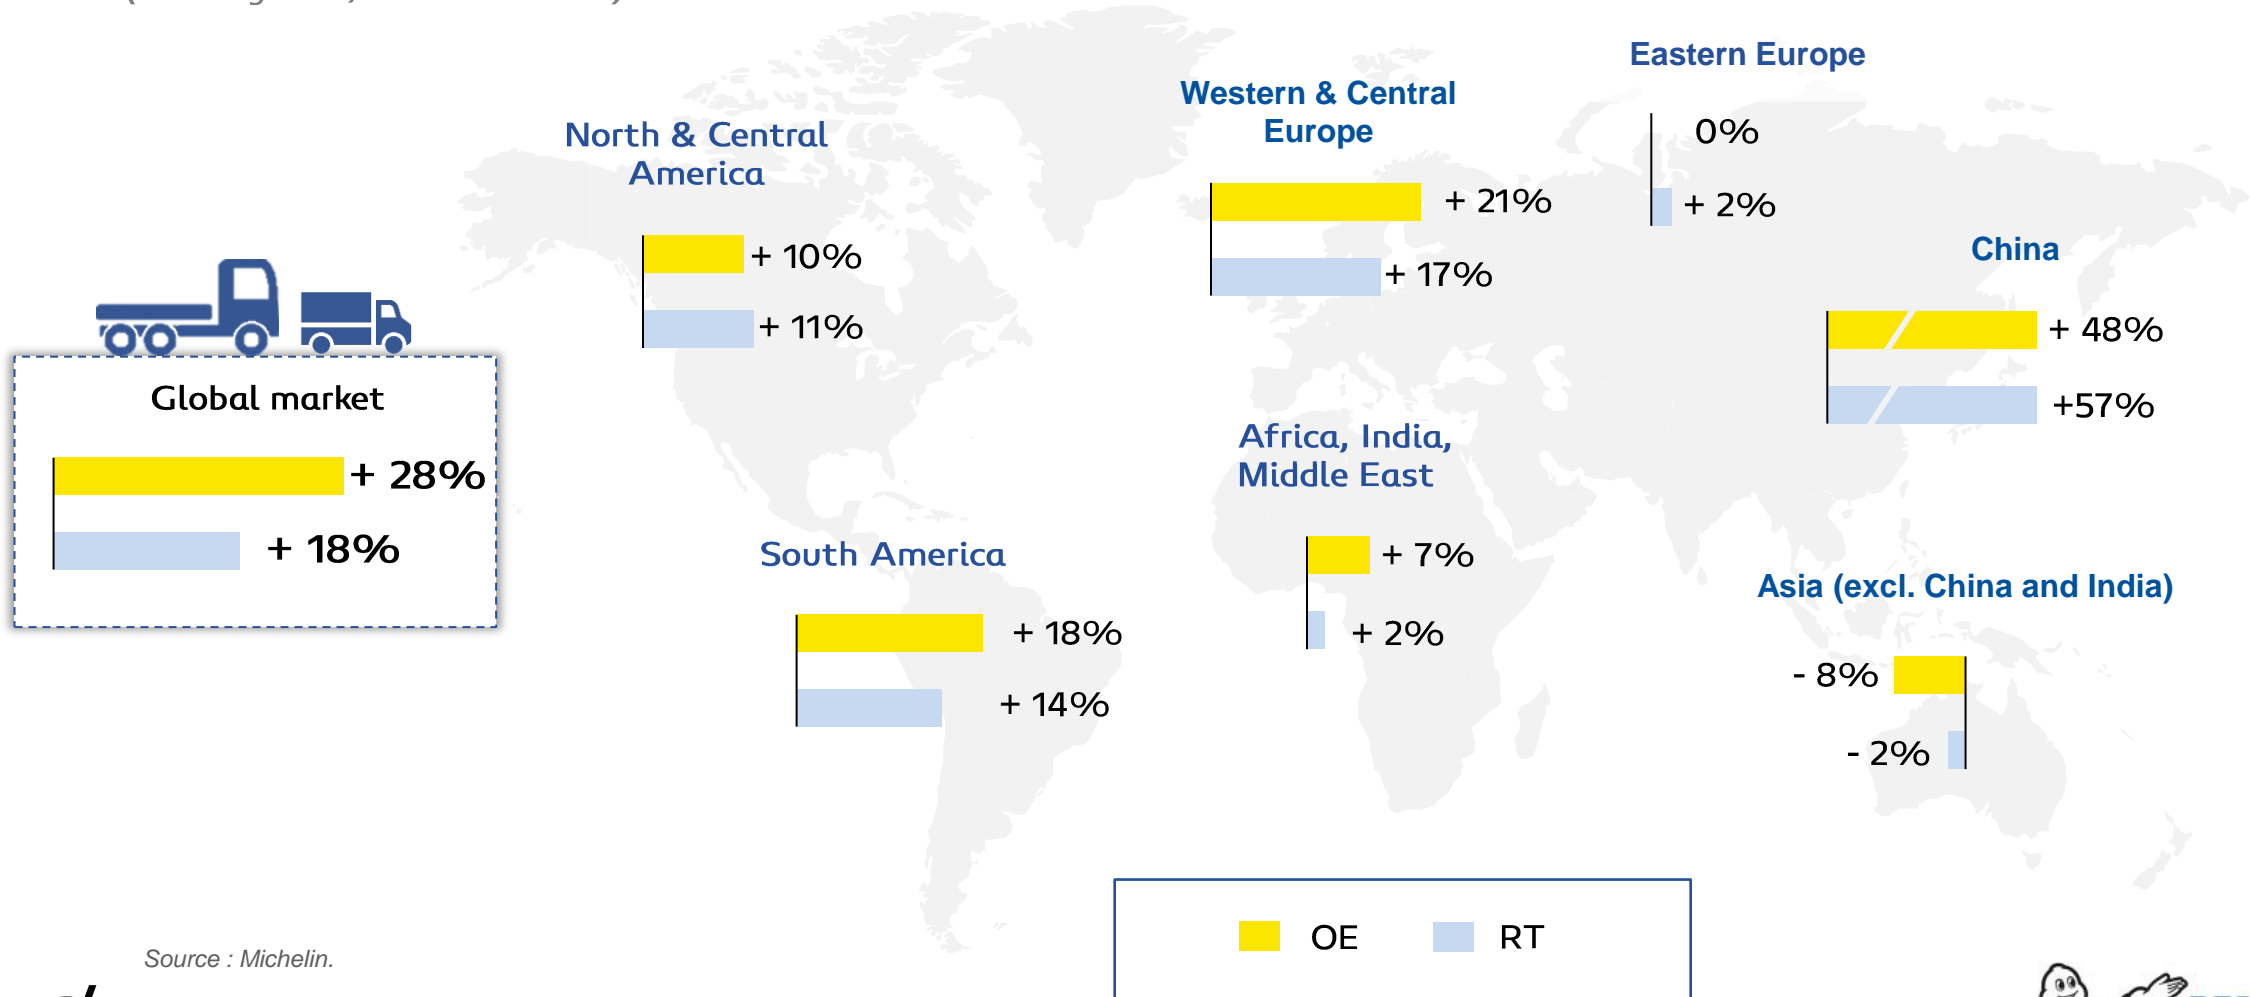 Eastern Europe
Western & Central
Europe
North & Central
America
0%
+ 2%
+ 21%
+ 17%
+ 10%
+ 11%
China
+ 48%
+57%
Global market
+ 28%
+ 18%
Africa, India,
Middle East
+ 7%
+ 2%
South America
+ 18%
+ 14%
Asia (excl. China and India)
- 8%
- 2%
OE
RT
Source : Michelin.